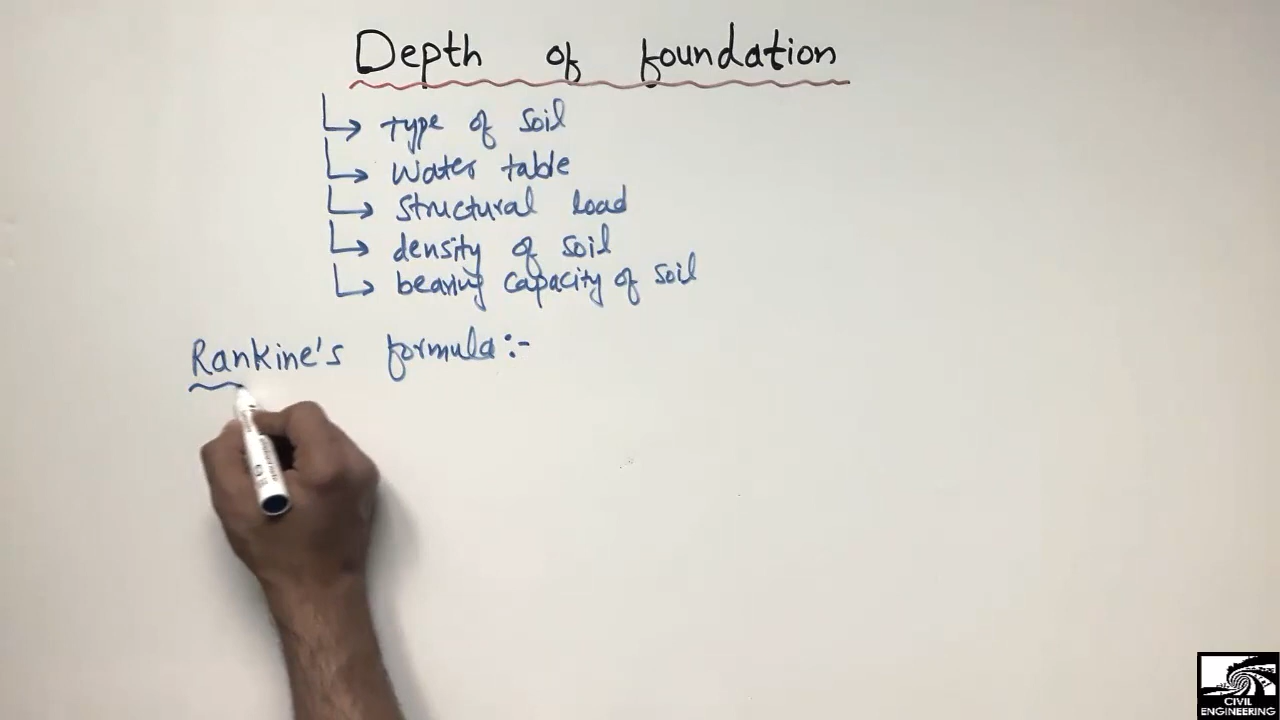 Depth of foundation
type of soil
Water table
structural load
density of soil
bearing capacity of soil
Rankine's formula:-
CIVIL
ENGINEERING